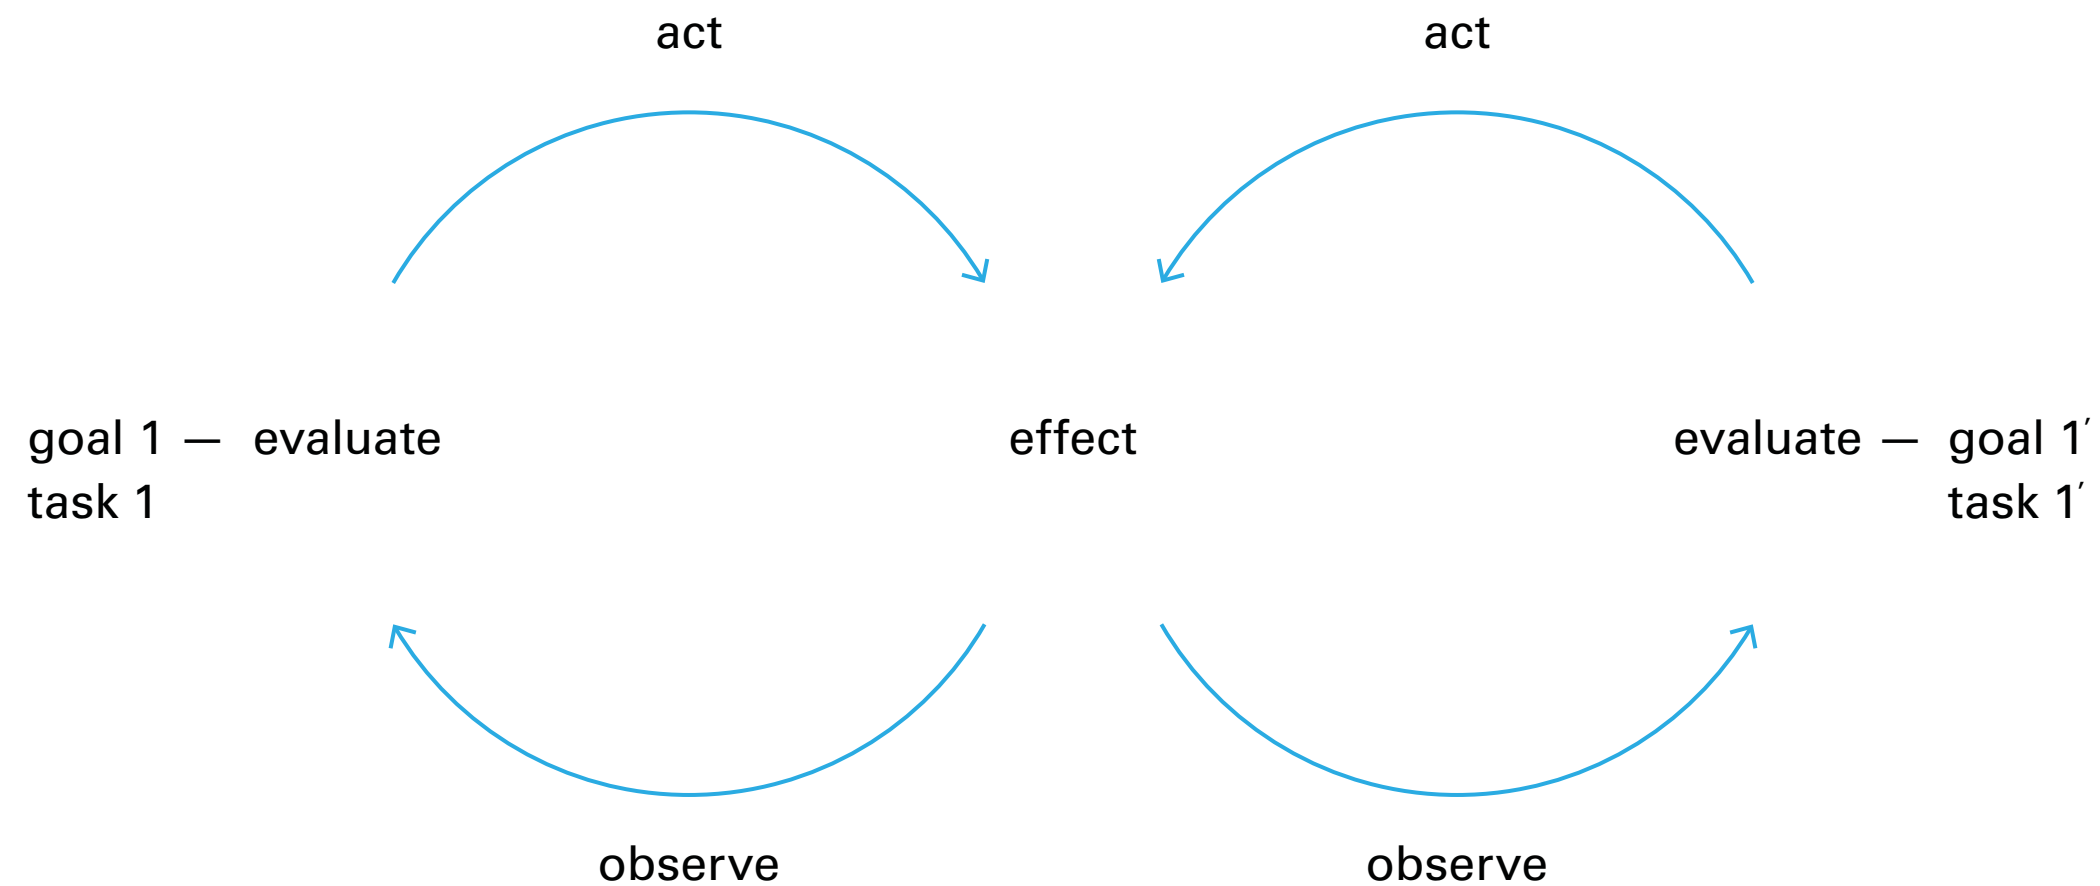 act act
goal 1 — evaluate effect evaluate — goal 1′
task 1 task 1′
observe observe